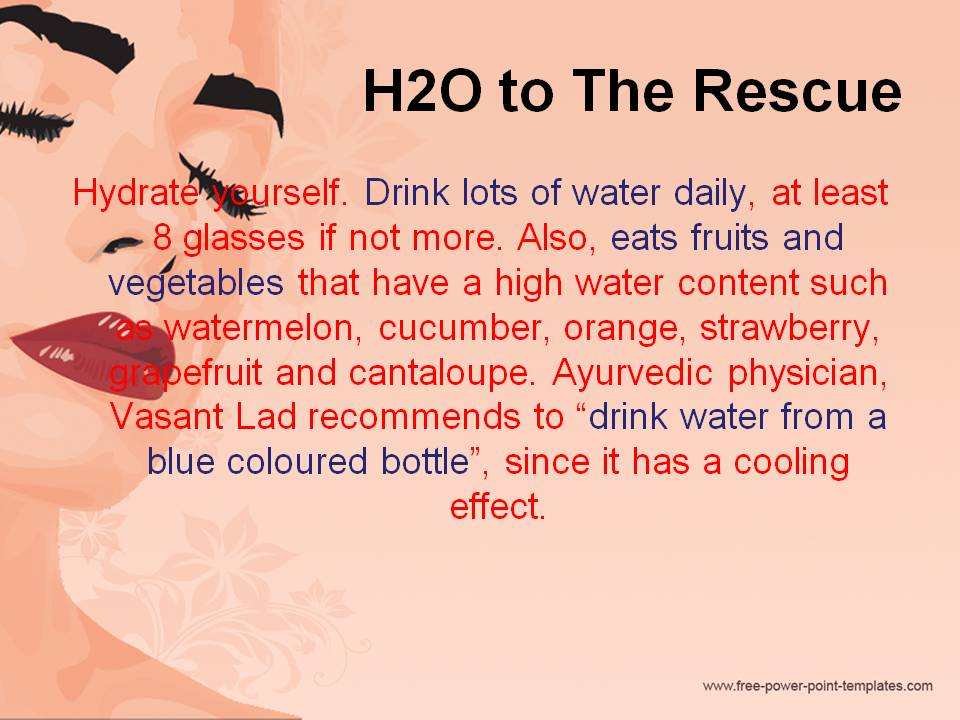 H2O to The Rescue
Hydrate yourself. Drink lots of water daily, at least
8 glasses if not more. Also, eats fruits and
vegetables that have a high water content such
as watermelon, cucumber, orange, strawberry,
grapefruit and cantaloupe. Ayurvedic physician,
Vasant Lad recommends to “drink water from a
blue coloured bottle”, since it has a cooling
effect.
www.free-power-point-templates.com